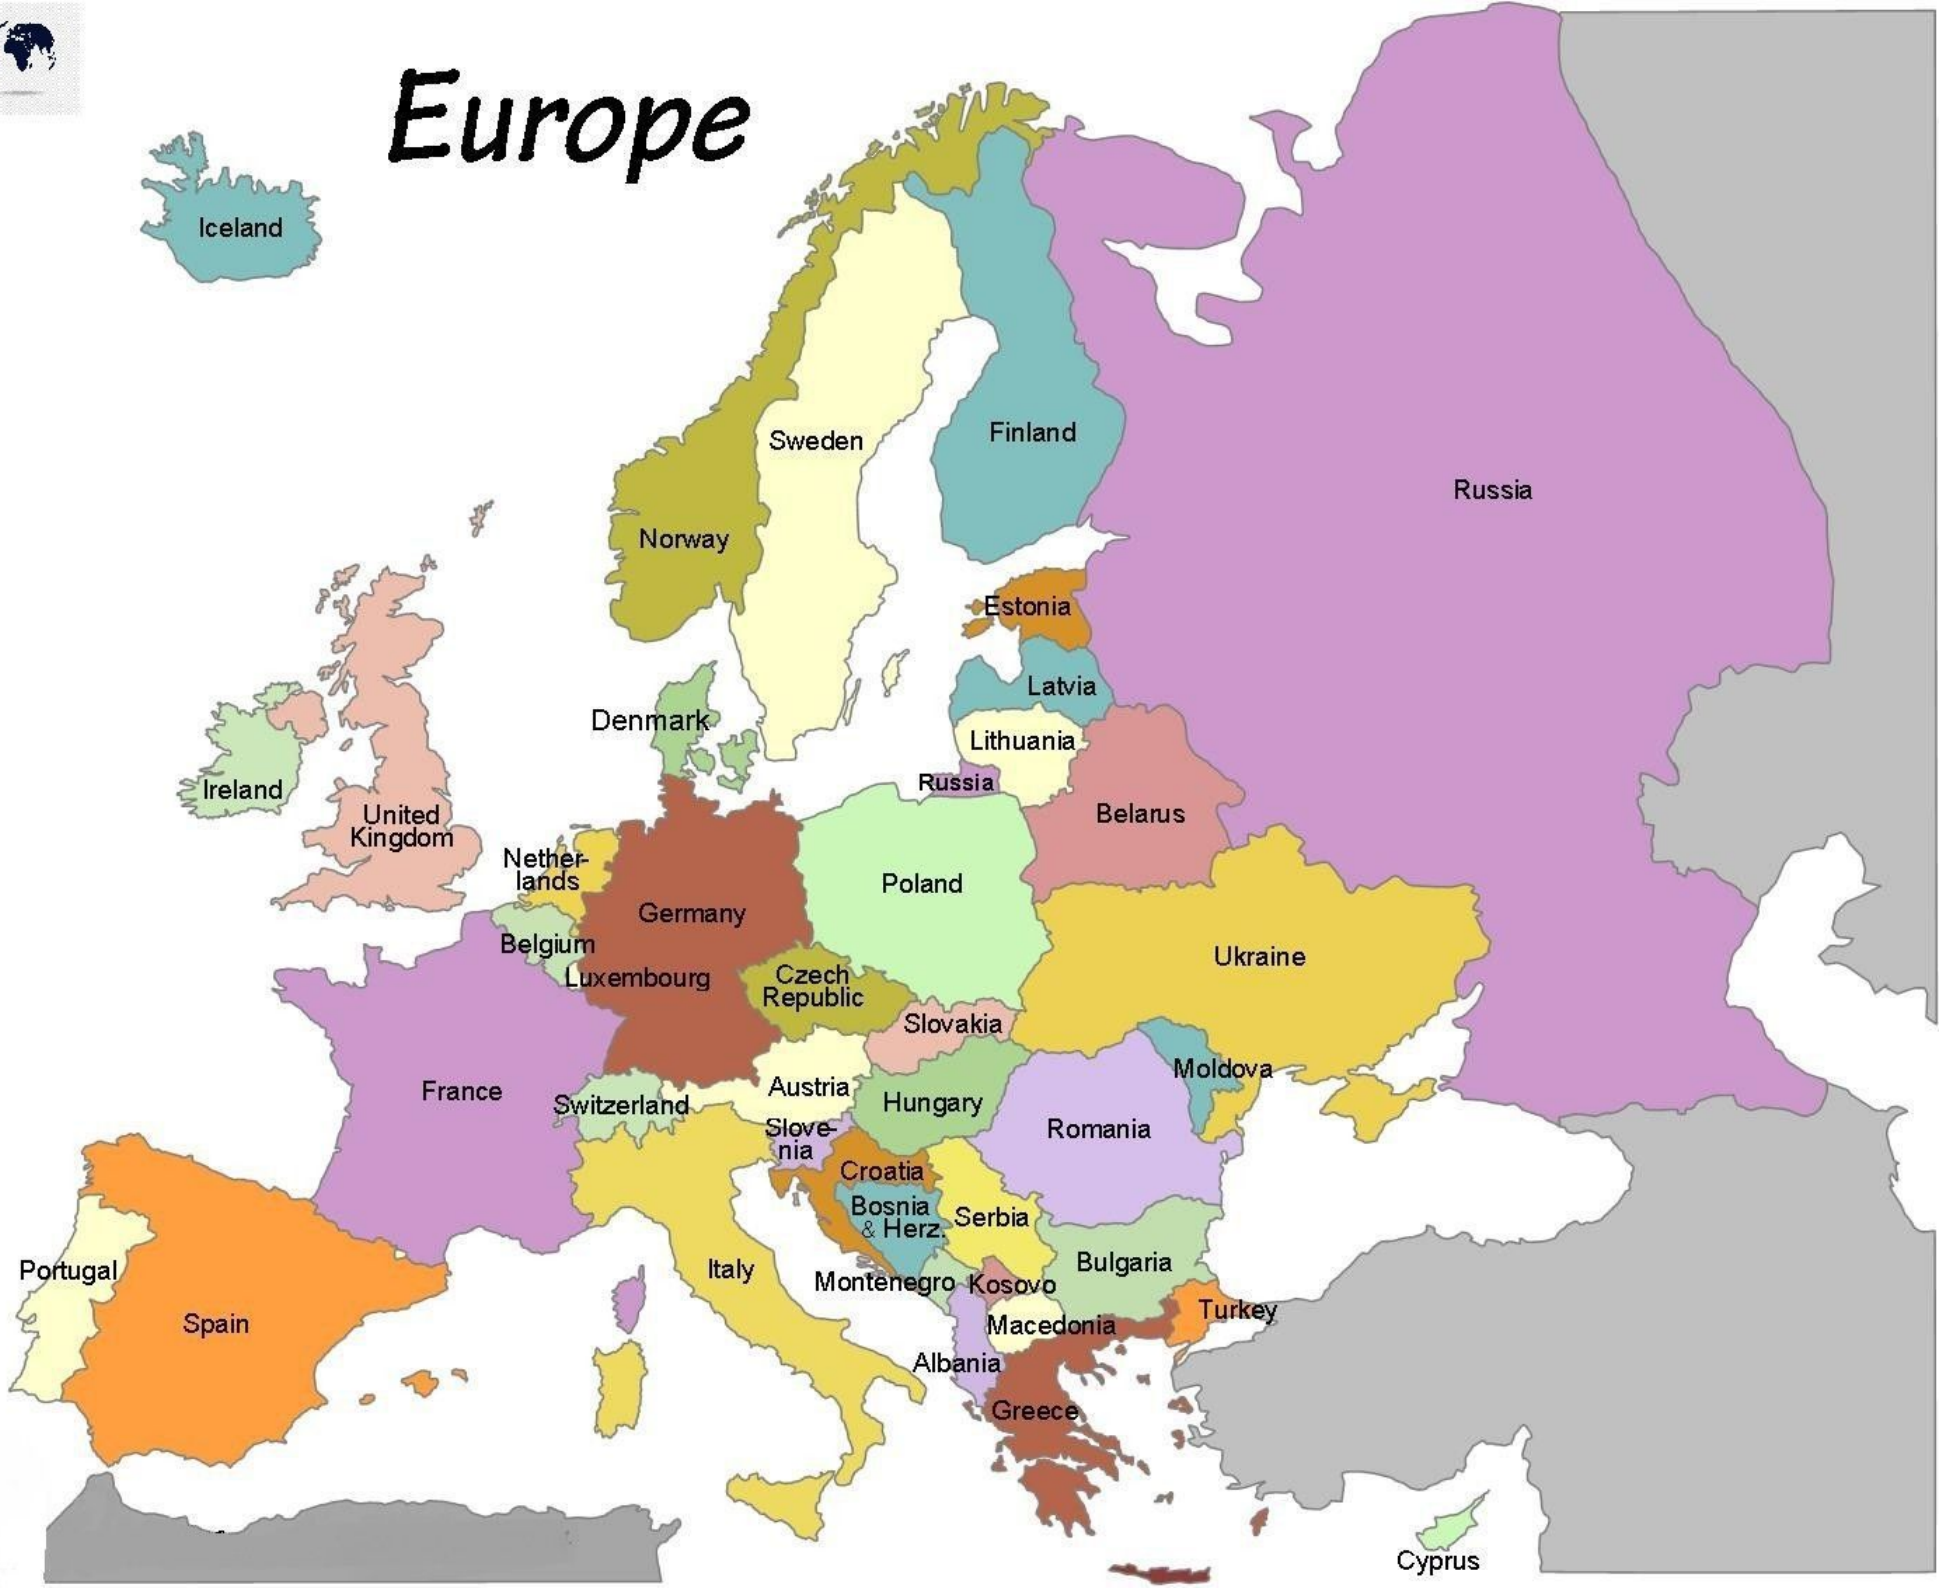 Europe
Iceland
Finland
Sweden
Russia
Norway
Estonia
Latvia
Denmark
Lithuania
Russia
Ireland
United
Kingdom
Belarus
Nether-
lands
Poland
Germany
Belgium
Ukraine
Luxembourg
Czech
Republic
Slovakia
Moldova
France
Austria
Switzerland
Hungary
Slove-
nia
Romania
Croatia
Bosnia
& Herz.
Serbia
Portugal
Italy
Bulgaria
Montenegro
Kosovo
Spain
Turkey
Macedonia
Albania
Greece
Cyprus